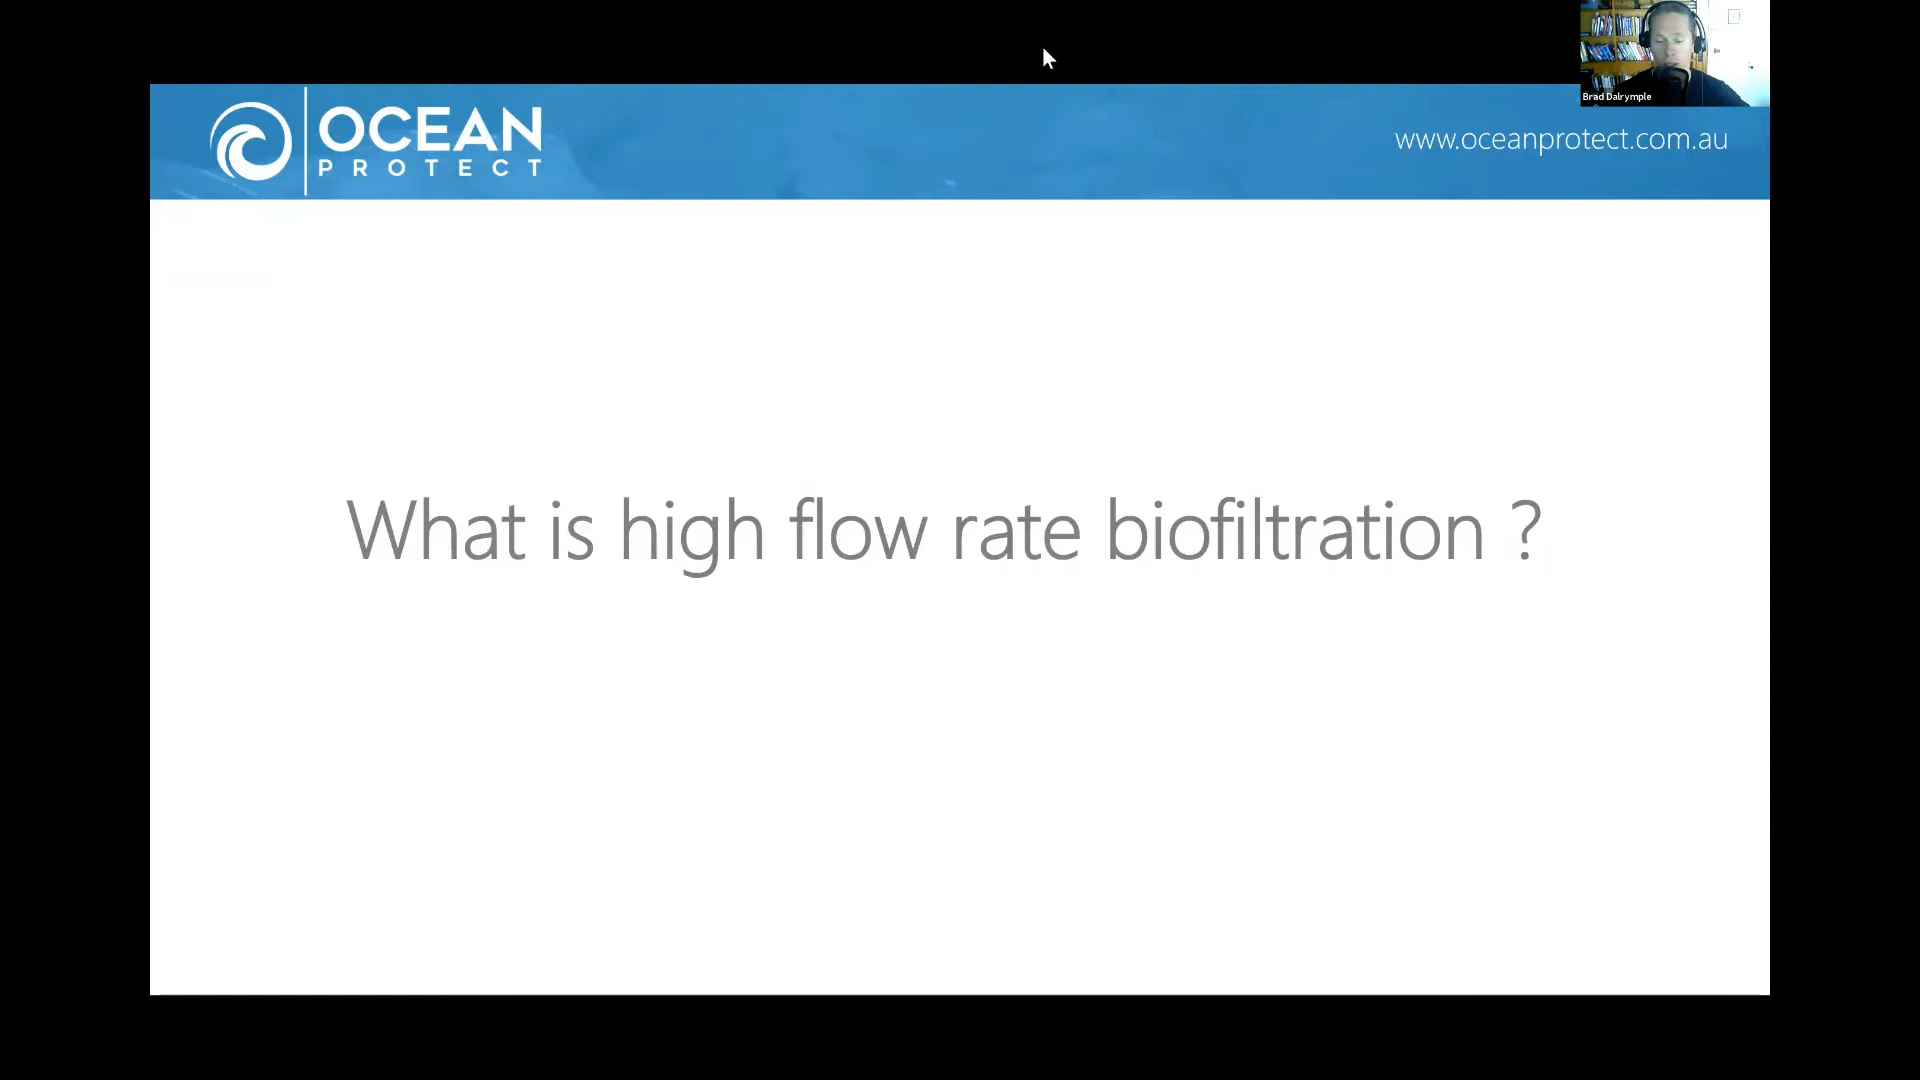 Brad Dalrymple
OCEAN
PROTECT
www.oceanprotect.com.au
What is high flow rate biofiltration ?